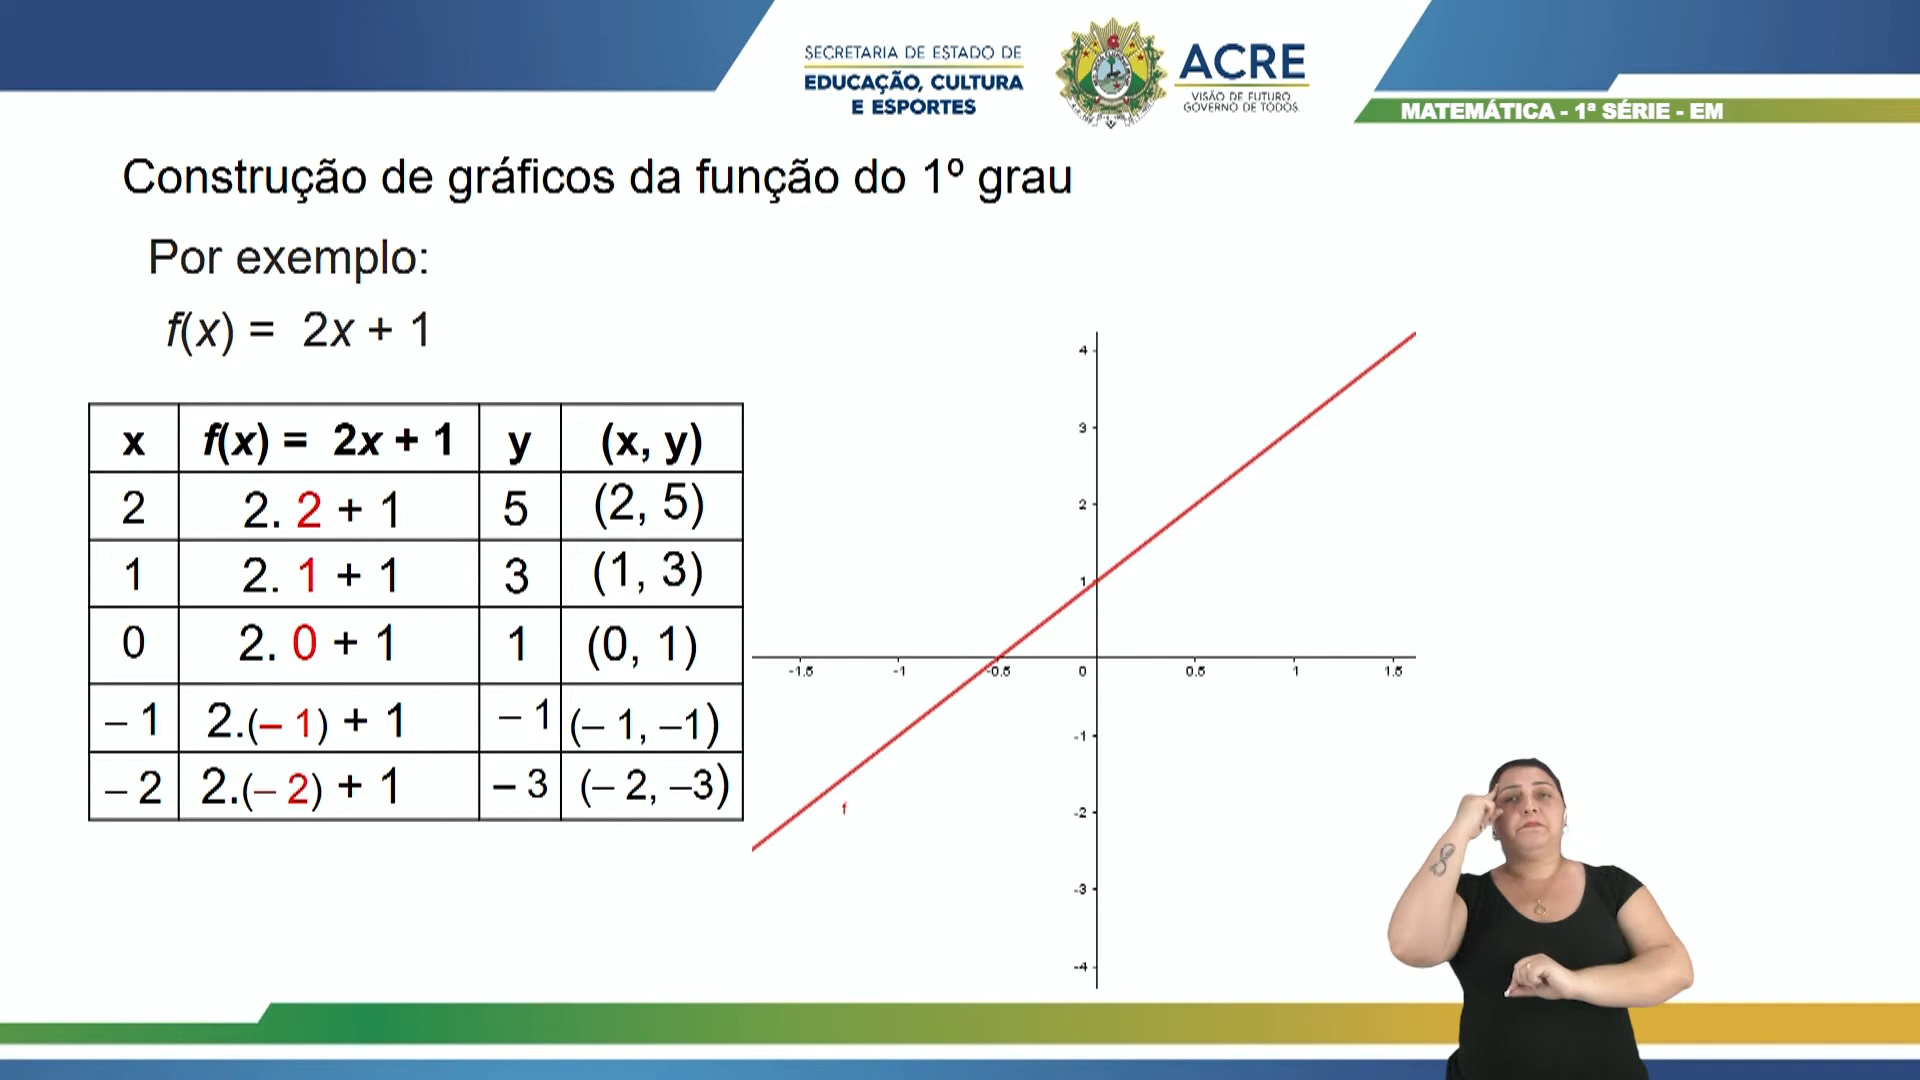 SECRETARIA DE ESTADO DE
EDUCAÇÃO, CULTURA
E ESPORTES
ACRE
VISÃO DE FUTURO.
GOVERNO DE TODOS.
MATEMÁTICA - 1ª SÉRIE - EM
Construção de gráficos da função do 1º grau
Por exemplo:
f(x) = 2x + 1
x f(x) = 2x + 1 y (x, y)
2 2. 2 + 1 5 (2, 5)
1 2. 1 + 1 3 (1, 3)
0 2. 0 + 1 1 (0, 1)
– 1 2.(– 1) + 1 – 1 (– 1, –1)
– 2 2.(– 2) + 1 – 3 (– 2, –3)
4
3
2
1
-1.5 -1 -0.5 0 0.5 1 1.5
-1
-2
-3
-4
f